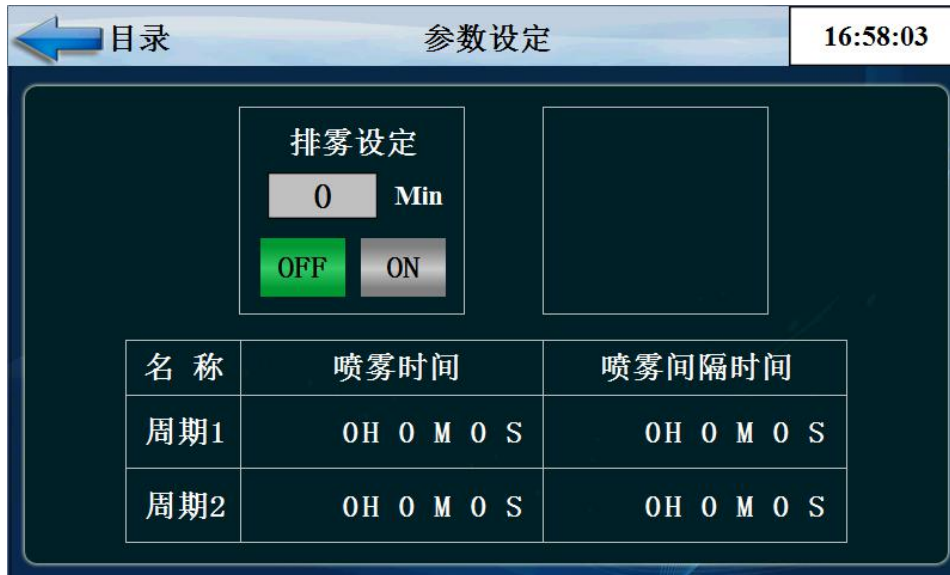 目录 参数设定 16:58:03
排雾设定
0 Min
OFF ON
名 称 喷雾时间 喷雾间隔时间
周期1 0H 0 M 0 S 0H 0 M 0 S
周期2 0H 0 M 0 S 0H 0 M 0 S